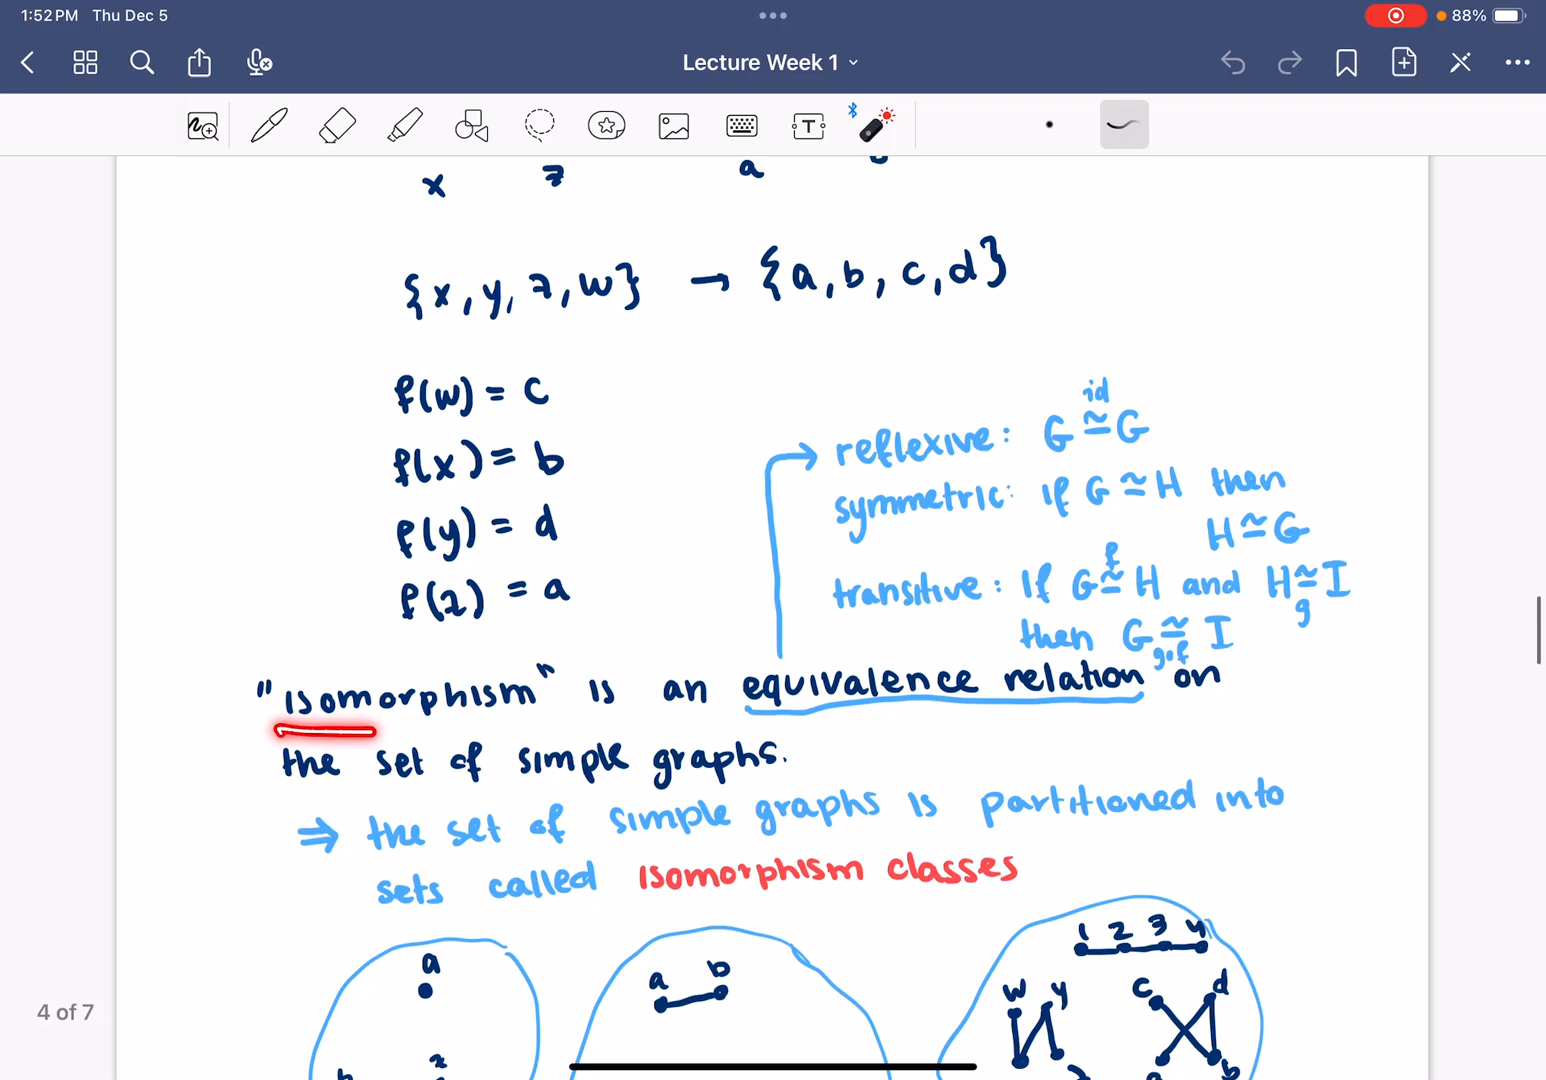 1:52 PM Thu Dec 5
88%
Lecture Week 1
T
x z a
{x, y, z, w} → {a, b, c, d}
f(w) = c
f(x) = b
f(y) = d
f(z) = a
id
reflexive: G ≅ G
symmetric: If G ≅ H then
H ≅ G
f
transitive: If G ≅ H and H ≅ I
g
then G ≅ I
g∘f
"isomorphism" is an equivalence relation on
the set of simple graphs.
⇒ the set of simple graphs is partitioned into
sets called isomorphism classes
1 2 3 4
a
a b
w y c d
4 of 7